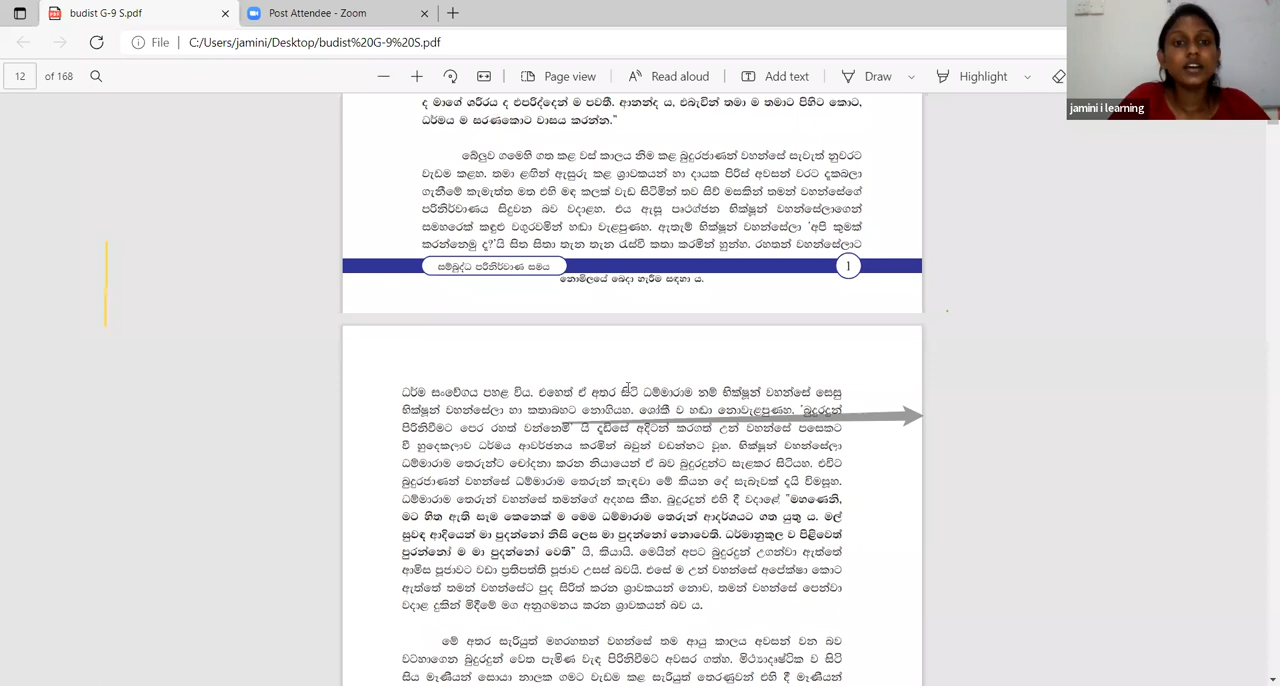 budist G-9 S.pdf
Post Attendee - Zoom
File
C:/Users/jamini/Desktop/budist%20G-9%20S.pdf
12
of 168
Page view
Read aloud
Add text
Draw
Highlight
jamini i learning
ද මාගේ ශරීරය ද එපරිද්දෙන් ම පවතී. ආනන්ද ය, එබැවින් තමා ම තමාට පිහිට කොට,
ධර්මය ම සරණකොට වාසය කරන්න."
බේලුව ගමෙහි ගත කළ වස් කාලය නිම කළ බුදුරජාණන් වහන්සේ සැවැත් නුවරට
වැඩම කළහ. තමා ළඟින් ඇසුරු කළ ශ්‍රාවකයන් හා දායක පිරිස් අවසන් වරට දැකබලා
ගැනීමේ කැමැත්ත මත එහි මඳ කලක් වැඩ සිටිමින් තව සිව් මසකින් තමන් වහන්සේගේ
පරිනිර්වාණය සිදුවන බව වදාළහ. එය ඇසූ පෘථග්ජන භික්ෂූන් වහන්සේලාගෙන්
සමහරෙක් කඳුළු වගුරවමින් හඬා වැළපුණහ. ඇතැම් භික්ෂූන් වහන්සේලා 'අපි කුමක්
කරන්නෙමු ද?'යි සිත සිතා තැන තැන රැස්වී කතා කරමින් හුන්හ. රහතන් වහන්සේලාට
සම්බුද්ධ පරිනිර්වාණ සමය
1
නොමිලයේ බෙදා හැරීම සඳහා ය.
ධර්ම සංවේගය පහළ විය. එහෙත් ඒ අතර සිටි ධම්මාරාම නම් භික්ෂූන් වහන්සේ සෙසු
භික්ෂූන් වහන්සේලා හා කතාබහට නොගියහ. ශෝකී ව හඬා නොවැළපුණහ. 'බුදුරදුන්
පිරිනිවීමට පෙර රහත් වන්නෙමි' යි දැඩිසේ අදිටන් කරගත් උන් වහන්සේ පසෙකට
වී හුදෙකලාව ධර්මය ආවර්ජනය කරමින් බවුන් වඩන්නට වූහ. භික්ෂූන් වහන්සේලා
ධම්මාරාම තෙරුන්ට චෝදනා කරන නියායෙන් ඒ බව බුදුරදුන්ට සැළකර සිටියහ. එවිට
බුදුරජාණන් වහන්සේ ධම්මාරාම තෙරුන් කැඳවා මේ කියන දේ සැබෑවක් දැයි විමසූහ.
ධම්මාරාම තෙරුන් වහන්සේ තමන්ගේ අදහස කීහ. බුදුරදුන් එහි දී වදාළේ "මහණෙනි,
මට හිත ඇති සැම කෙනෙක් ම මෙම ධම්මාරාම තෙරුන් ආදර්ශයට ගත යුතු ය. මල්
සුවඳ ආදියෙන් මා පුදන්නෝ නිසි ලෙස මා පුදන්නෝ නොවෙති. ධර්මානුකූල ව පිළිවෙත්
පුරන්නෝ ම මා පුදන්නෝ වෙති" යි, කියායි. මෙයින් අපට බුදුරදුන් උගන්වා ඇත්තේ
ආමිස පූජාවට වඩා ප්‍රතිපත්ති පූජාව උසස් බවයි. එසේ ම උන් වහන්සේ අපේක්ෂා කොට
ඇත්තේ තමන් වහන්සේට පුද සිරිත් කරන ශ්‍රාවකයන් නොව, තමන් වහන්සේ පෙන්වා
වදාළ දුකින් මිදීමේ මග අනුගමනය කරන ශ්‍රාවකයන් බව ය.
මේ අතර සැරියුත් මහරහතන් වහන්සේ තම ආයු කාලය අවසන් වන බව
වටහාගෙන බුදුරදුන් වෙත පැමිණ වැඳ පිරිනිවීමට අවසර ගත්හ. මිථ්‍යාදෘෂ්ටික ව සිටි
සිය මෑණියන් සොයා නාලක ගමට වැඩම කළ සැරියුත් තෙරණුවන් එහි දී මෑණියන්